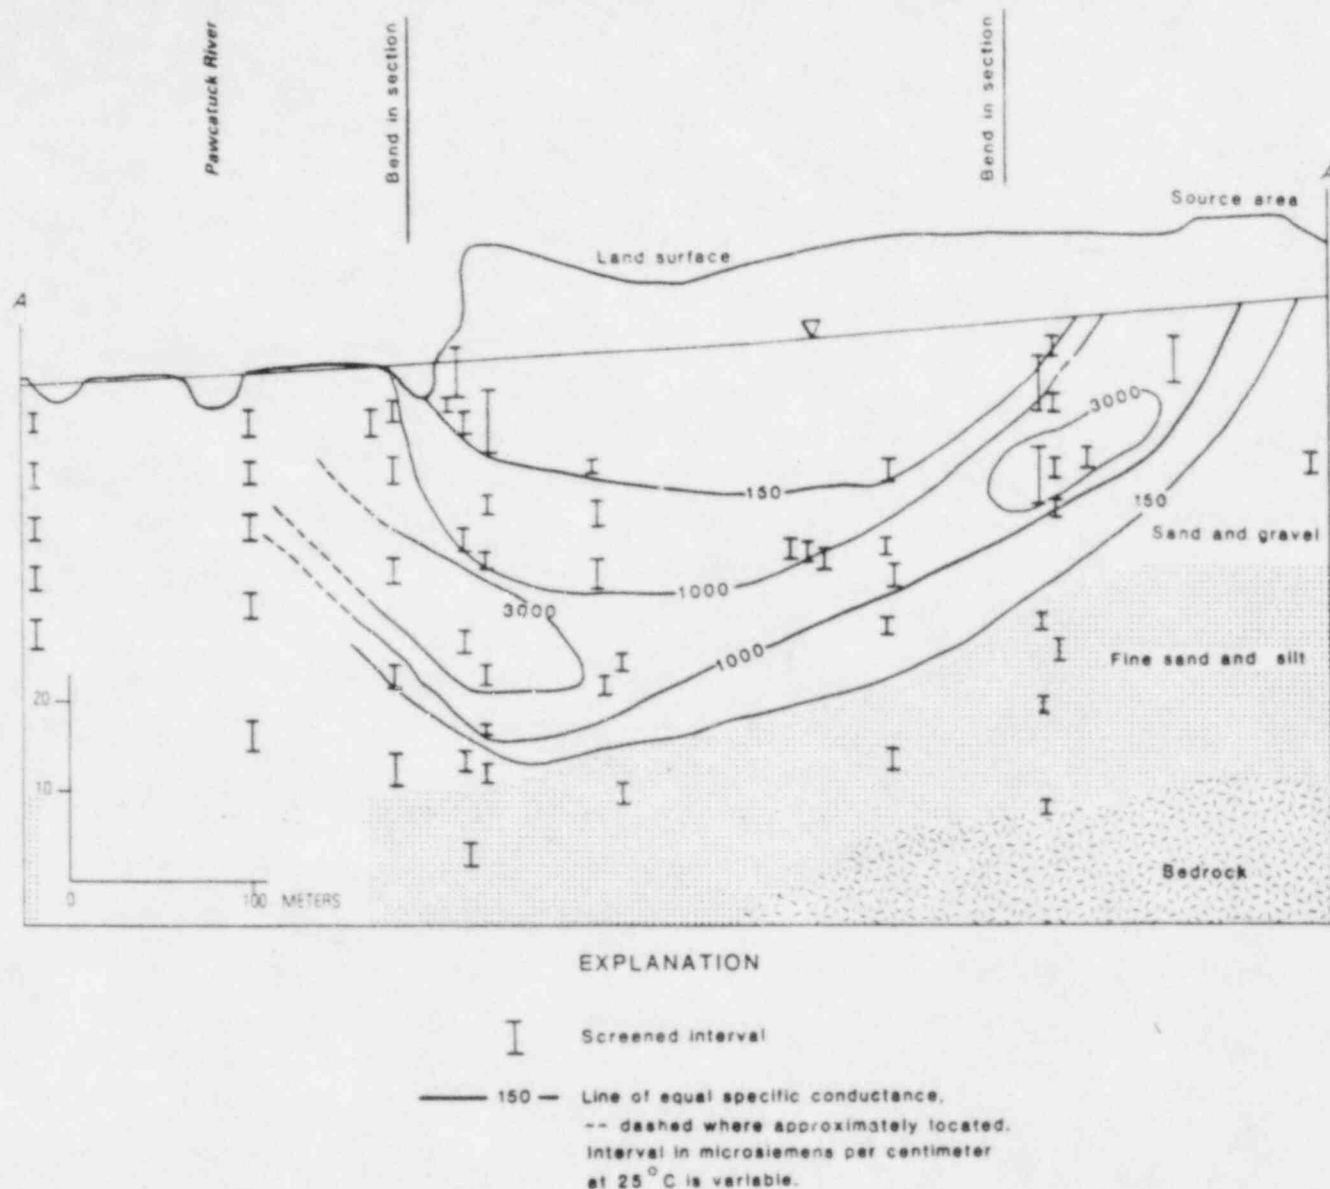 Pawcatuck River
Bend in section
Bend in section
Source area
Land surface
A
3000
150
150
Sand and gravel
1000
3000
1000
Fine sand and silt
20
10
Bedrock
0 100 METERS
EXPLANATION
Screened interval
150 Line of equal specific conductance,
-- dashed where approximately located.
Interval in microsiemens per centimeter
at 25°C is variable.